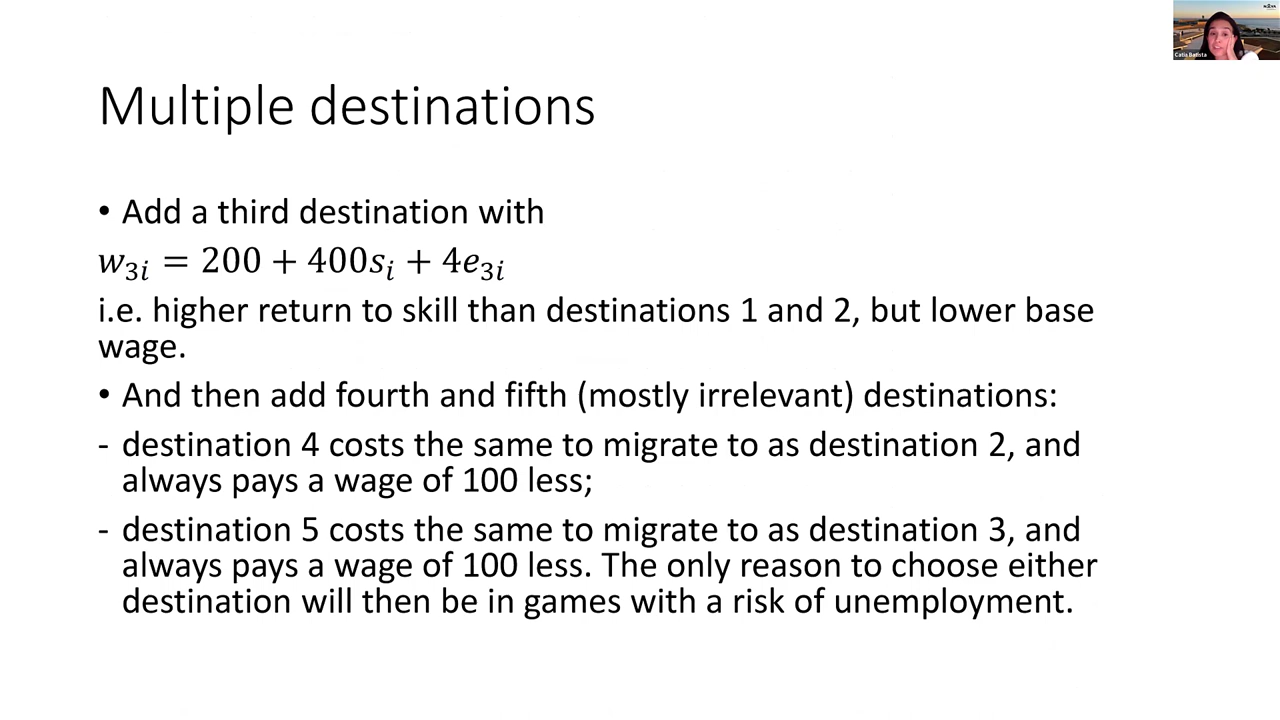 Multiple destinations
• Add a third destination with
w₃ᵢ = 200 + 400sᵢ + 4e₃ᵢ
i.e. higher return to skill than destinations 1 and 2, but lower base
wage.
• And then add fourth and fifth (mostly irrelevant) destinations:
- destination 4 costs the same to migrate to as destination 2, and
always pays a wage of 100 less;
- destination 5 costs the same to migrate to as destination 3, and
always pays a wage of 100 less. The only reason to choose either
destination will then be in games with a risk of unemployment.
Catia Batista